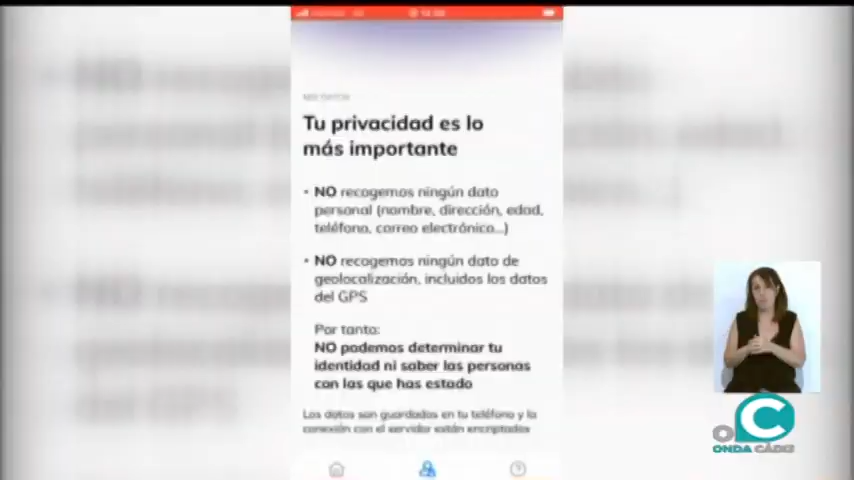 MIS DATOS
Tu privacidad es lo
más importante
• NO recogemos ningún dato
personal (nombre, dirección, edad,
teléfono, correo electrónico...)
• NO recogemos ningún dato de
geolocalización, incluidos los datos
del GPS
Por tanto:
NO podemos determinar tu
identidad ni saber las personas
con las que has estado
Los datos son guardados en tu teléfono y la
conexión con el servidor están encriptados
ONDA CÁDIZ